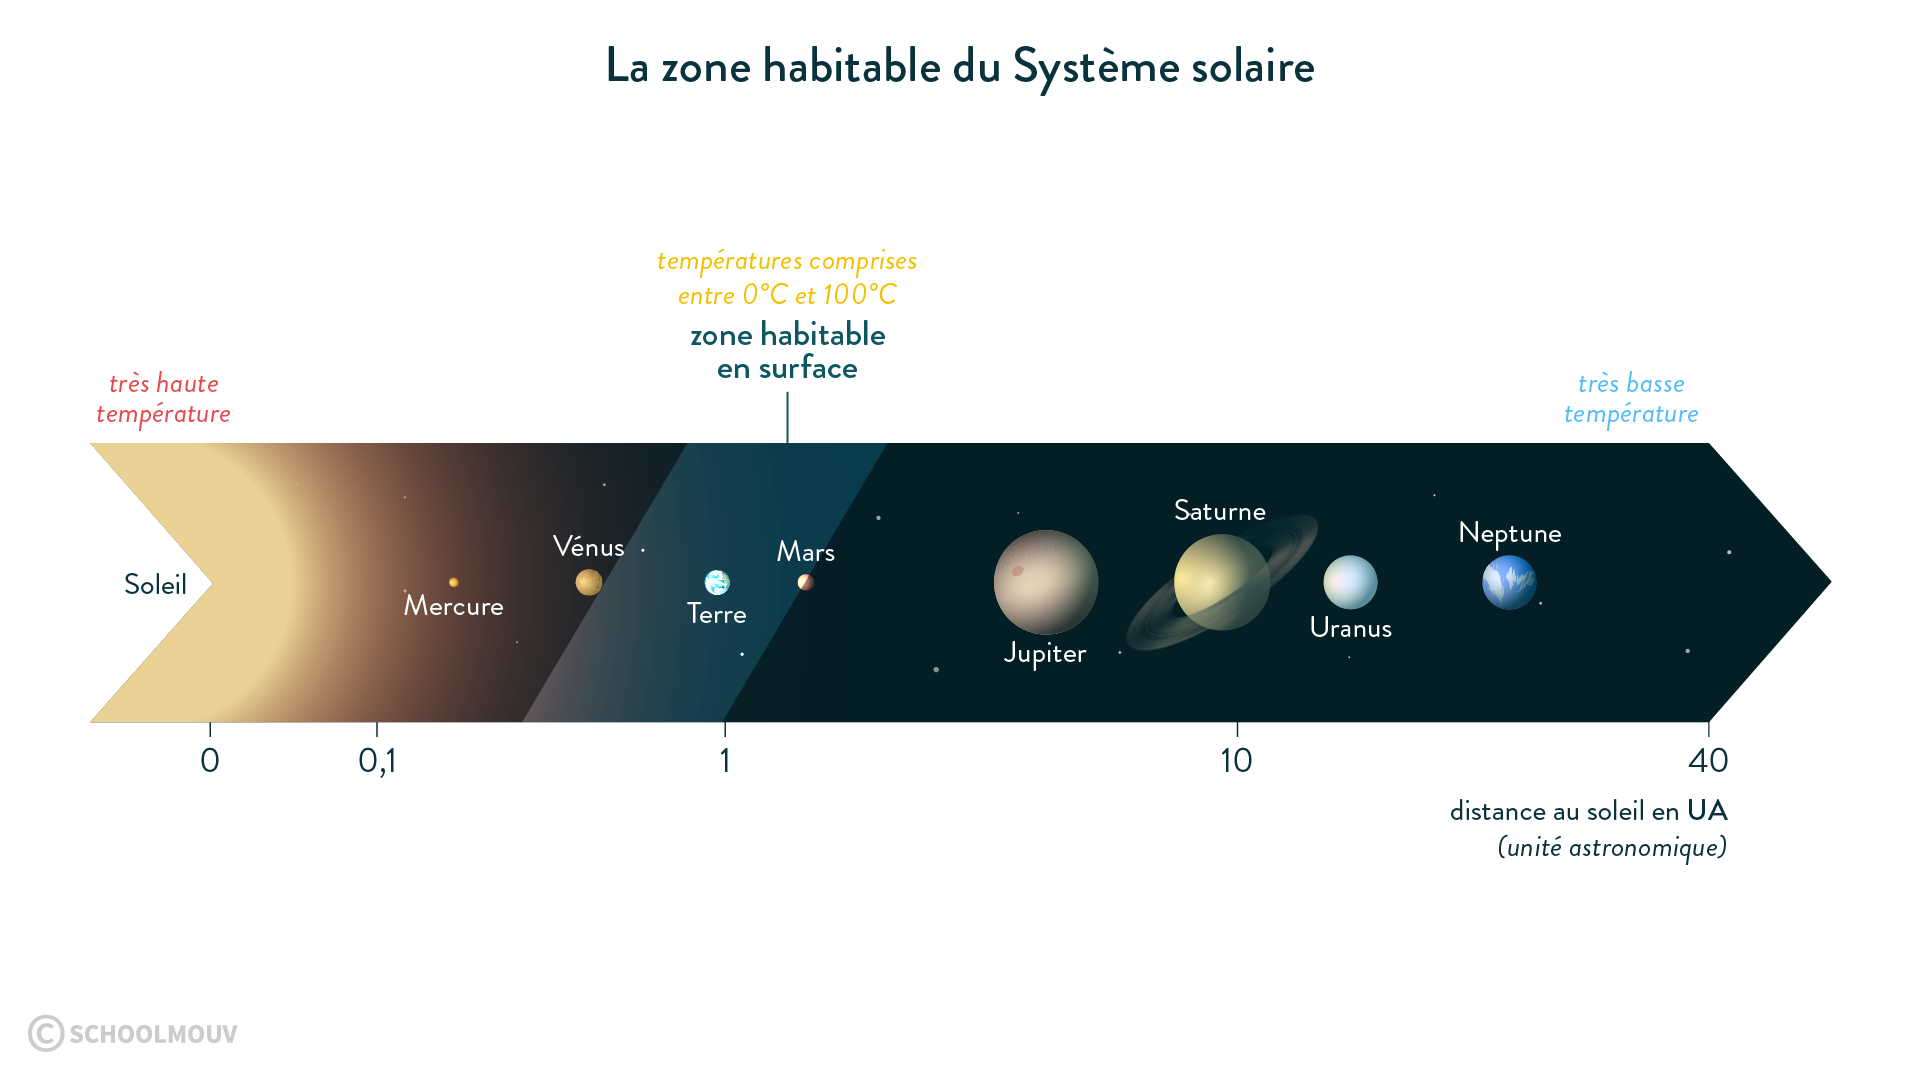 La zone habitable du Système solaire
températures comprises
entre 0°C et 100°C
zone habitable
en surface
très haute
température
très basse
température
Soleil
Mercure
Vénus
Terre
Mars
Jupiter
Saturne
Uranus
Neptune
0
0,1
1
10
40
distance au soleil en UA
(unité astronomique)
© SCHOOLMOUV